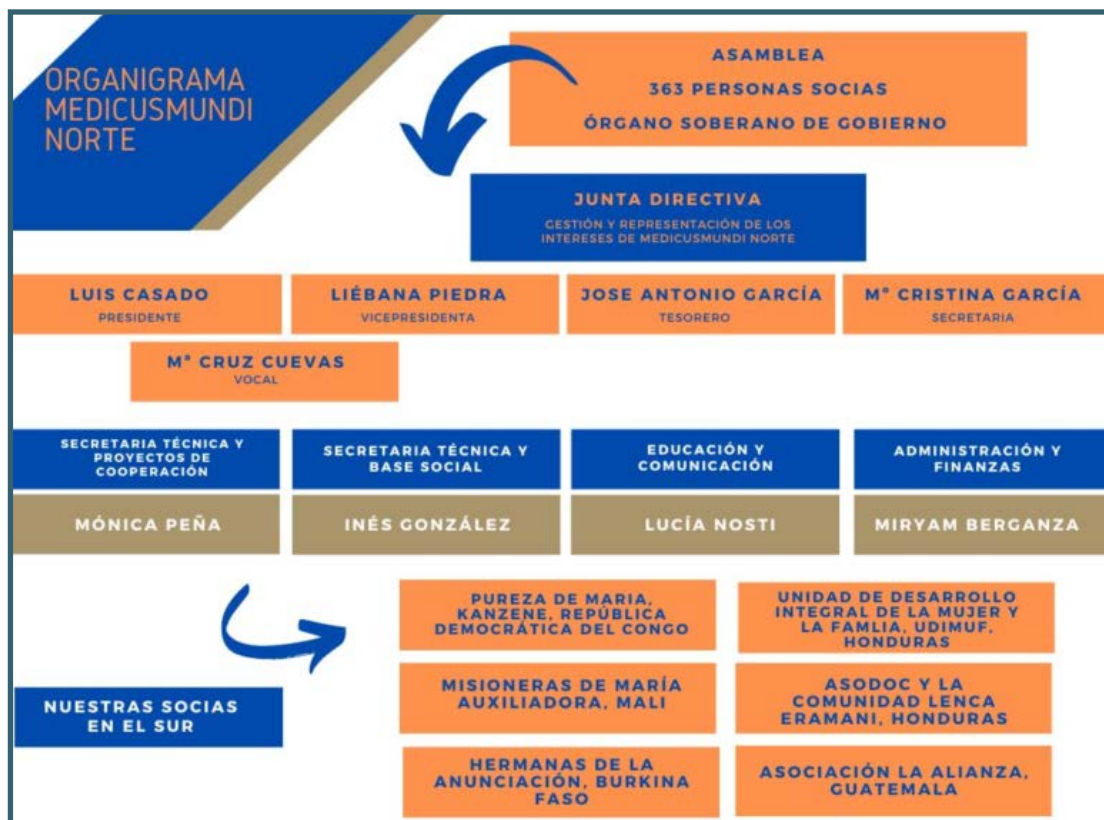 ORGANIGRAMA
MEDICUSMUNDI
NORTE
ASAMBLEA
363 PERSONAS SOCIAS
ÓRGANO SOBERANO DE GOBIERNO
JUNTA DIRECTIVA
GESTIÓN Y REPRESENTACIÓN DE LOS
INTERESES DE MEDICUSMUNDI NORTE
LUIS CASADO
PRESIDENTE
LIÉBANA PIEDRA
VICEPRESIDENTA
JOSE ANTONIO GARCÍA
TESORERO
Mº CRISTINA GARCÍA
SECRETARIA
Mª CRUZ CUEVAS
VOCAL
SECRETARIA TÉCNICA Y
PROYECTOS DE
COOPERACIÓN
SECRETARIA TÉCNICA Y
BASE SOCIAL
EDUCACIÓN Y
COMUNICACIÓN
ADMINISTRACIÓN Y
FINANZAS
MÓNICA PEÑA
INÉS GONZÁLEZ
LUCÍA NOSTI
MIRYAM BERGANZA
NUESTRAS SOCIAS
EN EL SUR
PUREZA DE MARIA,
KANZENE, REPÚBLICA
DEMOCRÁTICA DEL CONGO
UNIDAD DE DESARROLLO
INTEGRAL DE LA MUJER Y
LA FAMLIA, UDIMUF,
HONDURAS
MISIONERAS DE MARÍA
AUXILIADORA, MALI
ASODOC Y LA
COMUNIDAD LENCA
ERAMANI, HONDURAS
HERMANAS DE LA
ANUNCIACIÓN, BURKINA
FASO
ASOCIACIÓN LA ALIANZA,
GUATEMALA